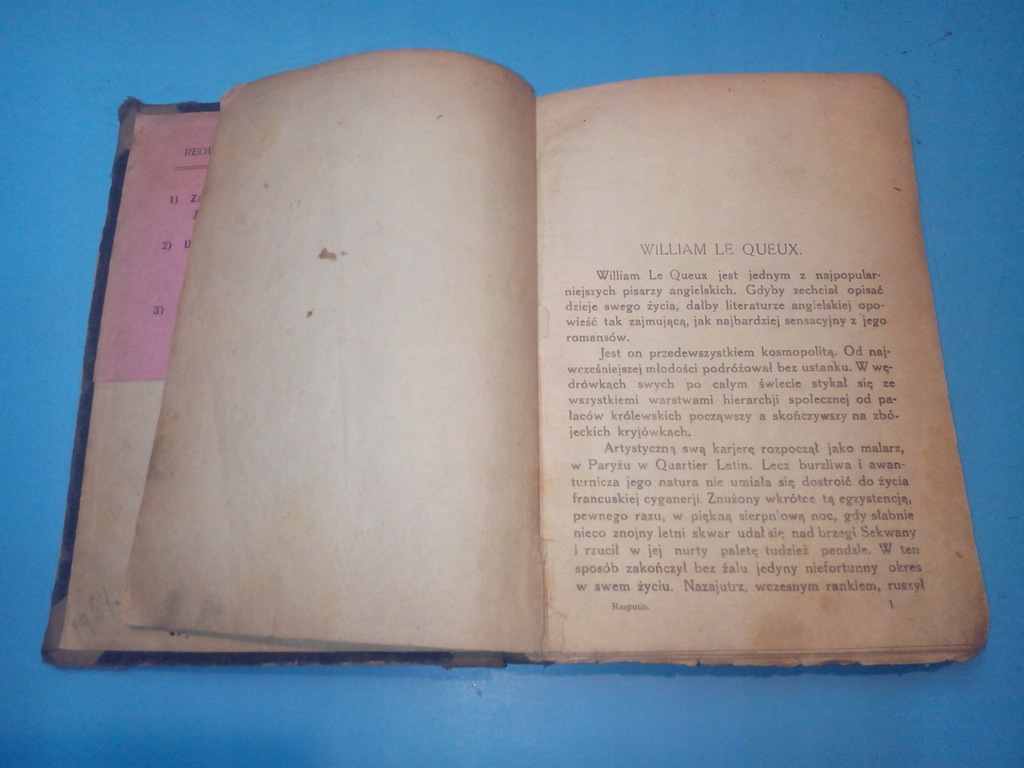 REGU
1) Z
2) U
3)
WILLIAM LE QUEUX.
William Le Queux jest jednym z najpopular-
niejszych pisarzy angielskich. Gdyby zechciał opisać
dzieje swego życia, dałby literaturze angielskiej opo-
wieść tak zajmującą, jak najbardziej sensacyjny z jego
romansów.
Jest on przedewszystkiem kosmopolitą. Od naj-
wcześniejszej młodości podróżował bez ustanku. W wę-
drówkach swych po całym świecie stykał się ze
wszystkiemi warstwami hierarchji społecznej od pa-
łaców królewskich począwszy a skończywszy na zbó-
jeckich kryjówkach.
Artystyczną swą karjerę rozpoczął jako malarz,
w Paryżu w Quartier Latin. Lecz burzliwa i awan-
turnicza jego natura nie umiała się dostroić do życia
francuskiej cyganerji. Znużony wkrótce tą egzystencją,
pewnego razu, w piękną sierpniową noc, gdy słabnie
nieco znojny letni skwar udał się nad brzegi Sekwany
i rzucił w jej nurty paletę tudzież pendzle. W ten
sposób zakończył bez żalu jedyny niefortunny okres
w swem życiu. Nazajutrz, wczesnym rankiem, ruszył
Rasputin. 1